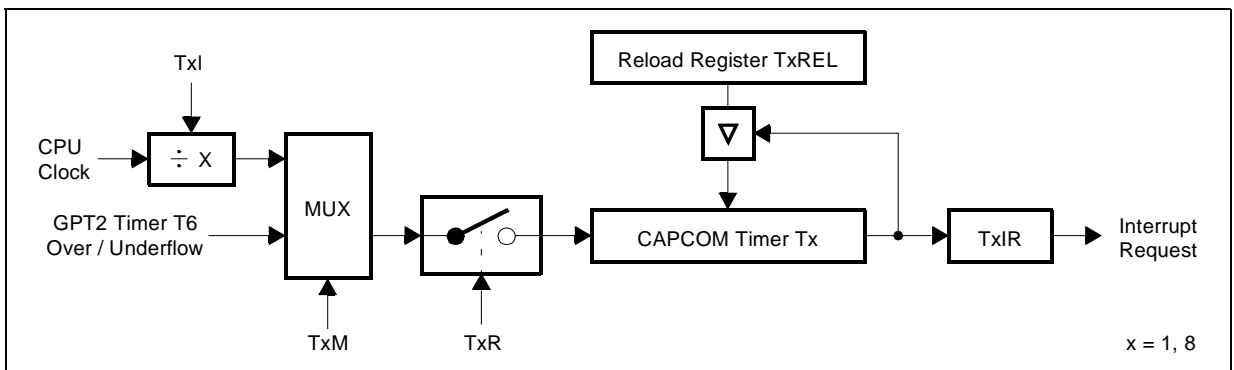 TxI
Reload Register TxREL
CPU
Clock
÷ X
GPT2 Timer T6
Over / Underflow
MUX
CAPCOM Timer Tx
TxIR
Interrupt
Request
TxM
TxR
x = 1, 8